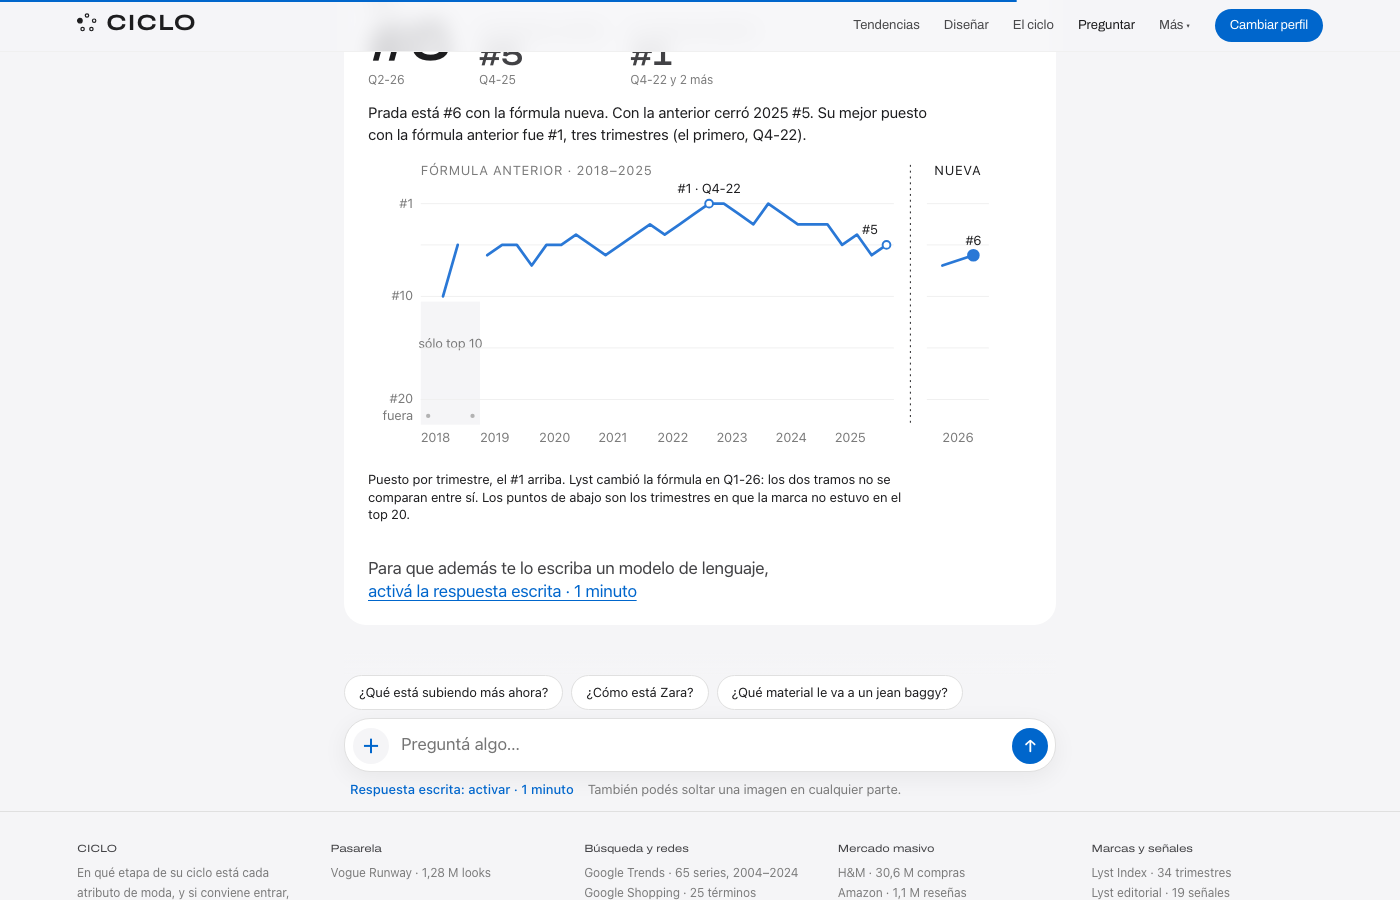 CICLO
Tendencias
Diseñar
El ciclo
Preguntar
Más
Cambiar perfil
#5
#1
Q2-26
Q4-25
Q4-22 y 2 más
Prada está #6 con la fórmula nueva. Con la anterior cerró 2025 #5. Su mejor puesto
con la fórmula anterior fue #1, tres trimestres (el primero, Q4-22).
FÓRMULA ANTERIOR · 2018–2025
NUEVA
#1 · Q4-22
#1
#5
#6
#10
sólo top 10
#20
fuera
2018 2019 2020 2021 2022 2023 2024 2025 2026
Puesto por trimestre, el #1 arriba. Lyst cambió la fórmula en Q1-26: los dos tramos no se
comparan entre sí. Los puntos de abajo son los trimestres en que la marca no estuvo en el
top 20.
Para que además te lo escriba un modelo de lenguaje,
activá la respuesta escrita · 1 minuto
¿Qué está subiendo más ahora?
¿Cómo está Zara?
¿Qué material le va a un jean baggy?
Preguntá algo...
Respuesta escrita: activar · 1 minuto
También podés soltar una imagen en cualquier parte.
CICLO
En qué etapa de su ciclo está cada
atributo de moda, y si conviene entrar,
Pasarela
Vogue Runway · 1,28 M looks
Búsqueda y redes
Google Trends · 65 series, 2004–2024
Google Shopping · 25 términos
Mercado masivo
H&M · 30,6 M compras
Amazon · 1,1 M reseñas
Marcas y señales
Lyst Index · 34 trimestres
Lyst editorial · 19 señales